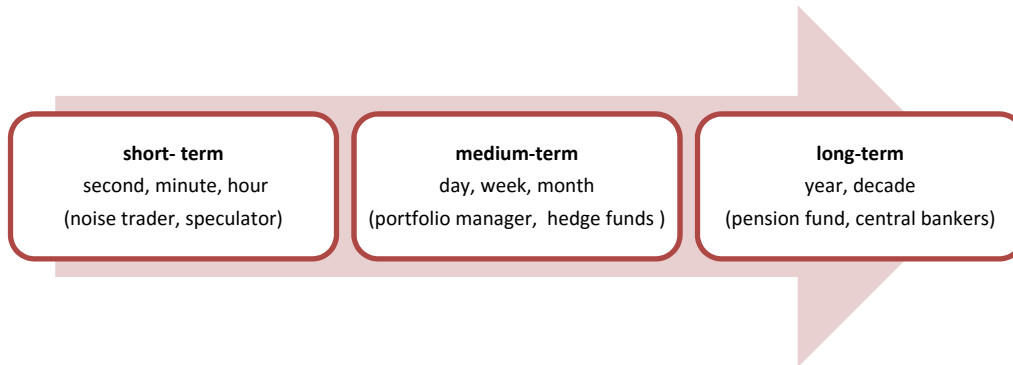 short- term
second, minute, hour
(noise trader, speculator)
medium-term
day, week, month
(portfolio manager,  hedge funds )
long-term
year, decade
(pension fund, central bankers)